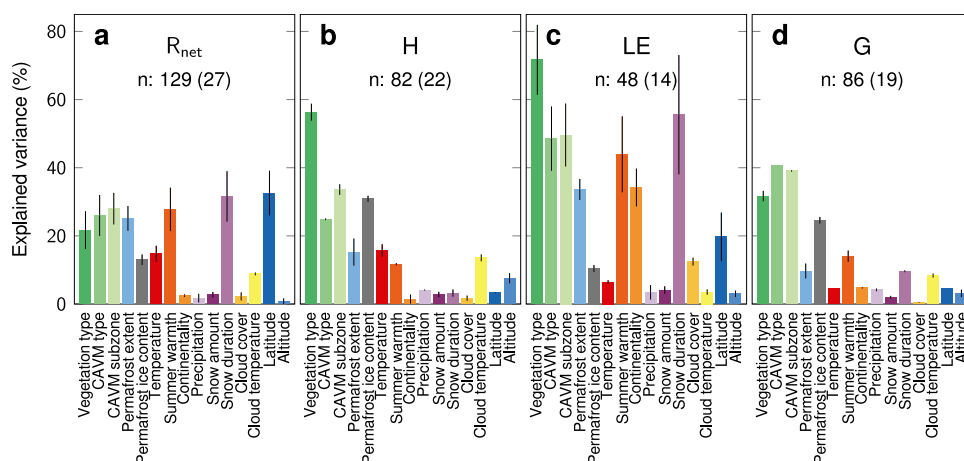 a
R_net
n: 129 (27)
b
H
n: 82 (22)
c
LE
n: 48 (14)
d
G
n: 86 (19)
Explained variance (%)
80
60
40
20
0
Vegetation type
CAVM type
CAVM subzone
Permafrost extent
Permafrost ice content
Temperature
Summer warmth
Continentality
Precipitation
Snow amount
Snow duration
Cloud cover
Cloud temperature
Latitude
Altitude
Vegetation type
CAVM type
CAVM subzone
Permafrost extent
Permafrost ice content
Temperature
Summer warmth
Continentality
Precipitation
Snow amount
Snow duration
Cloud cover
Cloud temperature
Latitude
Altitude
Vegetation type
CAVM type
CAVM subzone
Permafrost extent
Permafrost ice content
Temperature
Summer warmth
Continentality
Precipitation
Snow amount
Snow duration
Cloud cover
Cloud temperature
Latitude
Altitude
Vegetation type
CAVM type
CAVM subzone
Permafrost extent
Permafrost ice content
Temperature
Summer warmth
Continentality
Precipitation
Snow amount
Snow duration
Cloud cover
Cloud temperature
Latitude
Altitude